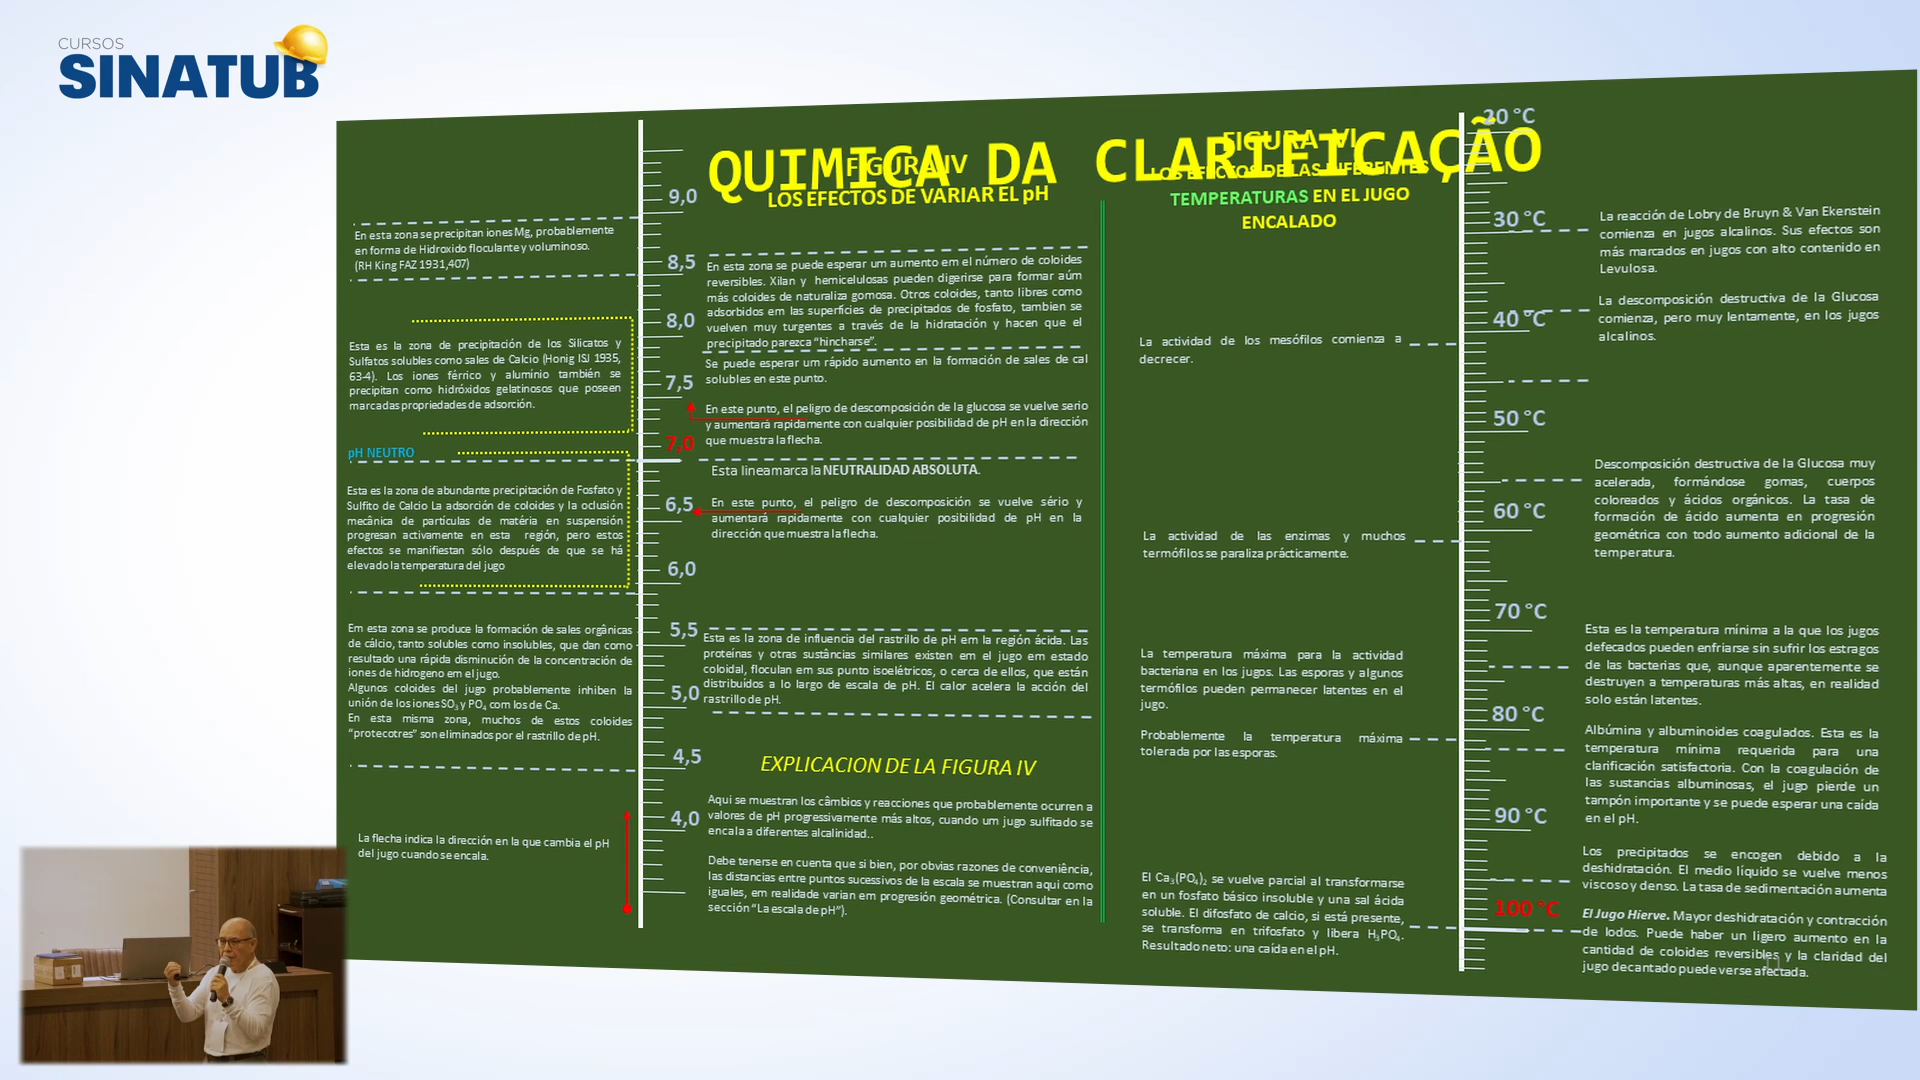 CURSOS
SINATUB
QUIMICA DA CLARIFICAÇÃO
FIGURA IV
LOS EFECTOS DE VARIAR EL pH
FIGURA VI
LOS EFECTOS DE LAS DIFERENTES
TEMPERATURAS EN EL JUGO
ENCALADO
En esta zona se precipitan iones Mg, probablemente
en forma de Hidroxido floculante y voluminoso.
(RH King FAZ 1931,407)
Esta es la zona de precipitación de los Silicatos y
Sulfatos solubles como sales de Calcio (Honig ISJ 1935,
63-4). Los iones férrico y aluminio también se
precipitan como hidróxidos gelatinosos que poseen
marcadas propriedades de adsorción.
pH NEUTRO
Esta es la zona de abundante precipitación de Fosfato y
Sulfito de Calcio La adsorción de coloides y la oclusión
mecânica de partículas de matéria en suspensión
progresan activamente en esta región, pero estos
efectos se manifiestan sólo después de que se há
elevado la temperatura del jugo
Em esta zona se produce la formación de sales orgânicas
de cálcio, tanto solubles como insolubles, que dan como
resultado una rápida disminución de la concentración de
iones de hidrogeno em el jugo.
Algunos coloides del jugo probablemente inhiben la
unión de los iones SO₃ y PO₄ com los de Ca.
En esta misma zona, muchos de estos coloides
"protecotres" son eliminados por el rastrillo de pH.
La flecha indica la dirección en la que cambia el pH
del jugo cuando se encala.
9,0
8,5
8,0
7,5
7,0
6,5
6,0
5,5
5,0
4,5
4,0
En esta zona se puede esperar um aumento em el número de coloides
reversibles. Xilan y hemicelulosas pueden digerirse para formar aúm
más coloides de naturaliza gomosa. Otros coloides, tanto libres como
adsorbidos em las superfícies de precipitados de fosfato, tambien se
vuelven muy turgentes a través de la hidratación y hacen que el
precipitado parezca "hincharse".
Se puede esperar um rápido aumento en la formación de sales de cal
solubles en este punto.
En este punto, el peligro de descomposición de la glucosa se vuelve serio
y aumentará rapidamente con cualquier posibilidad de pH en la dirección
que muestra la flecha.
Esta linea marca la NEUTRALIDAD ABSOLUTA.
En este punto, el peligro de descomposición se vuelve sério y
aumentará rapidamente con cualquier posibilidad de pH en la
dirección que muestra la flecha.
Esta es la zona de influencia del rastrillo de pH em la región ácida. Las
proteínas y otras sustâncias similares existen em el jugo em estado
coloidal, floculan em sus punto isoelétricos, o cerca de ellos, que están
distribuídos a lo largo de escala de pH. El calor acelera la acción del
rastrillo de pH.
EXPLICACION DE LA FIGURA IV
Aqui se muestran los câmbios y reacciones que probablemente ocurren a
valores de pH progresivamente más altos, cuando um jugo sulfitado se
encala a diferentes alcalinidad..
Debe tenerse en cuenta que si bien, por obvias razones de conveniência,
las distancias entre puntos sucesivos de la escala se muestran aqui como
iguales, em realidade varian em progresión geométrica. (Consultar en la
sección "La escala de pH").
La actividad de los mesófilos comienza a
decrecer.
La actividad de las enzimas y muchos
termófilos se paraliza prácticamente.
La temperatura máxima para la actividad
bacteriana en los jugos. Las esporas y algunos
termófilos pueden permanecer latentes en el
jugo.
Probablemente la temperatura máxima
tolerada por las esporas.
El Ca₃(PO₄)₂ se vuelve parcial al transformarse
en un fosfato básico insoluble y una sal ácida
soluble. El difosfato de calcio, si está presente,
se transforma en trifosfato y libera H₃PO₄.
Resultado neto: una caída en el pH.
20 °C
30 °C
40 °C
50 °C
60 °C
70 °C
80 °C
90 °C
100 °C
La reacción de Lobry de Bruyn & Van Ekenstein
comienza en jugos alcalinos. Sus efectos son
más marcados en jugos con alto contenido en
Levulosa.
La descomposición destructiva de la Glucosa
comienza, pero muy lentamente, en los jugos
alcalinos.
Descomposición destructiva de la Glucosa muy
acelerada, formándose gomas, cuerpos
coloreados y ácidos orgánicos. La tasa de
formación de ácido aumenta en progresión
geométrica con todo aumento adicional de la
temperatura.
Esta es la temperatura mínima a la que los jugos
defecados pueden enfriarse sin sufrir los estragos
de las bacterias que, aunque aparentemente se
destruyen a temperaturas más altas, en realidad
solo están latentes.
Albúmina y albuminoides coagulados. Esta es la
temperatura mínima requerida para una
clarificación satisfactoria. Con la coagulación de
las sustancias albuminosas, el jugo pierde un
tampón importante y se puede esperar una caída
en el pH.
Los precipitados se encogen debido a la
deshidratación. El medio líquido se vuelve menos
viscoso y denso. La tasa de sedimentación aumenta
El Jugo Hierve. Mayor deshidratación y contracción
de lodos. Puede haber un ligero aumento en la
cantidad de coloides reversibles y la claridad del
jugo decantado puede verse afectada.